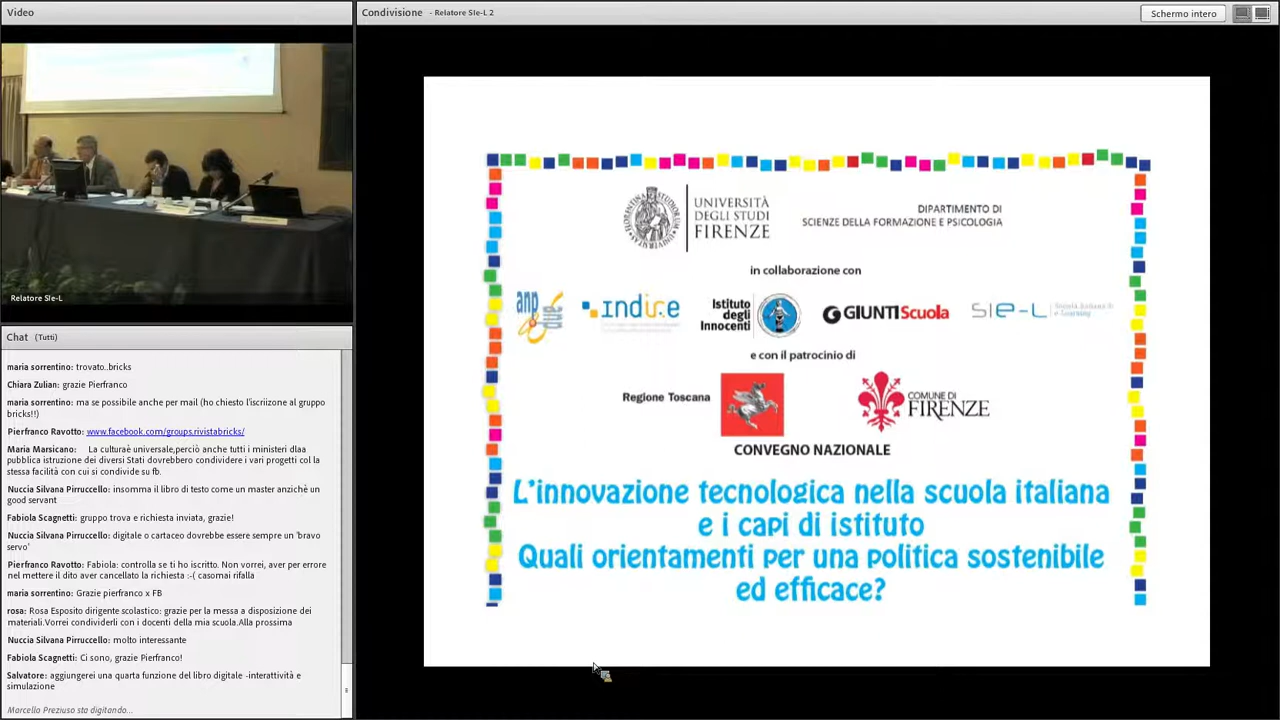 Video
Condivisione - Relatore SIe-L 2
Schermo intero
Relatore SIe-L
Chat (Tutti)
maria sorrentino: trovato..bricks
Chiara Zulian: grazie Pierfranco
maria sorrentino: ma se possibile anche per mail (ho chiesto l'iscriizone al gruppo
bricks!!)
Pierfranco Ravotto: www.facebook.com/groups.rivistabricks/
Maria Marsicano: La culturaè universale,perciò anche tutti i ministeri dlaa
pubblica istruzione dei diversi Stati dovrebbero condividere i vari progetti col la
stessa facilità con cui si condivide su fb.
Nuccia Silvana Pirruccello: insomma il libro di testo come un master anzichè un
good servant
Fabiola Scagnetti: gruppo trova e richiesta inviata, grazie!
Nuccia Silvana Pirruccello: digitale o cartaceo dovrebbe essere sempre un 'bravo
servo'
Pierfranco Ravotto: Fabiola: controlla se ti ho iscritto. Non vorrei, aver per errore
nel mettere il dito aver cancellato la richiesta :-( casomai rifalla
maria sorrentino: Grazie pierfranco x FB
rosa: Rosa Esposito dirigente scolastico: grazie per la messa a disposizione dei
materiali.Vorrei condividerli con i docenti della mia scuola.Alla prossima
Nuccia Silvana Pirruccello: molto interessante
Fabiola Scagnetti: Ci sono, grazie Pierfranco!
Salvatore: aggiungerei una quarta funzione del libro digitale -interattività e
simulazione
Marcello Preziuso sta digitando...
UNIVERSITÀ
DEGLI STUDI
FIRENZE
DIPARTIMENTO DI
SCIENZE DELLA FORMAZIONE E PSICOLOGIA
in collaborazione con
anp
due
indice
Istituto
degli
Innocenti
GIUNTI Scuola
SIe-L
Società Italiana di
e-Learning
e con il patrocinio di
Regione Toscana
COMUNE DI
FIRENZE
CONVEGNO NAZIONALE
L'innovazione tecnologica nella scuola italiana
e i capi di istituto
Quali orientamenti per una politica sostenibile
ed efficace?